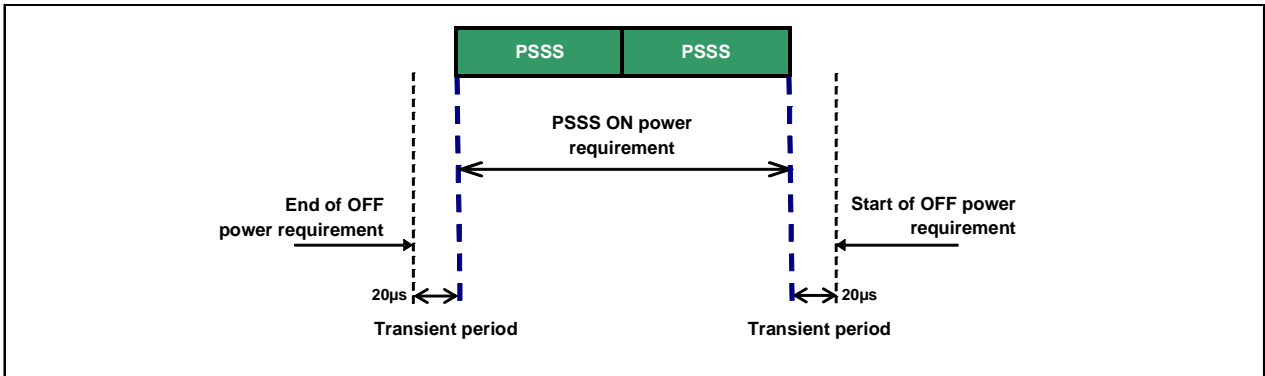 PSSS PSSS
PSSS ON power
requirement
End of OFF
power requirement
Start of OFF power
requirement
20µs
20µs
Transient period
Transient period